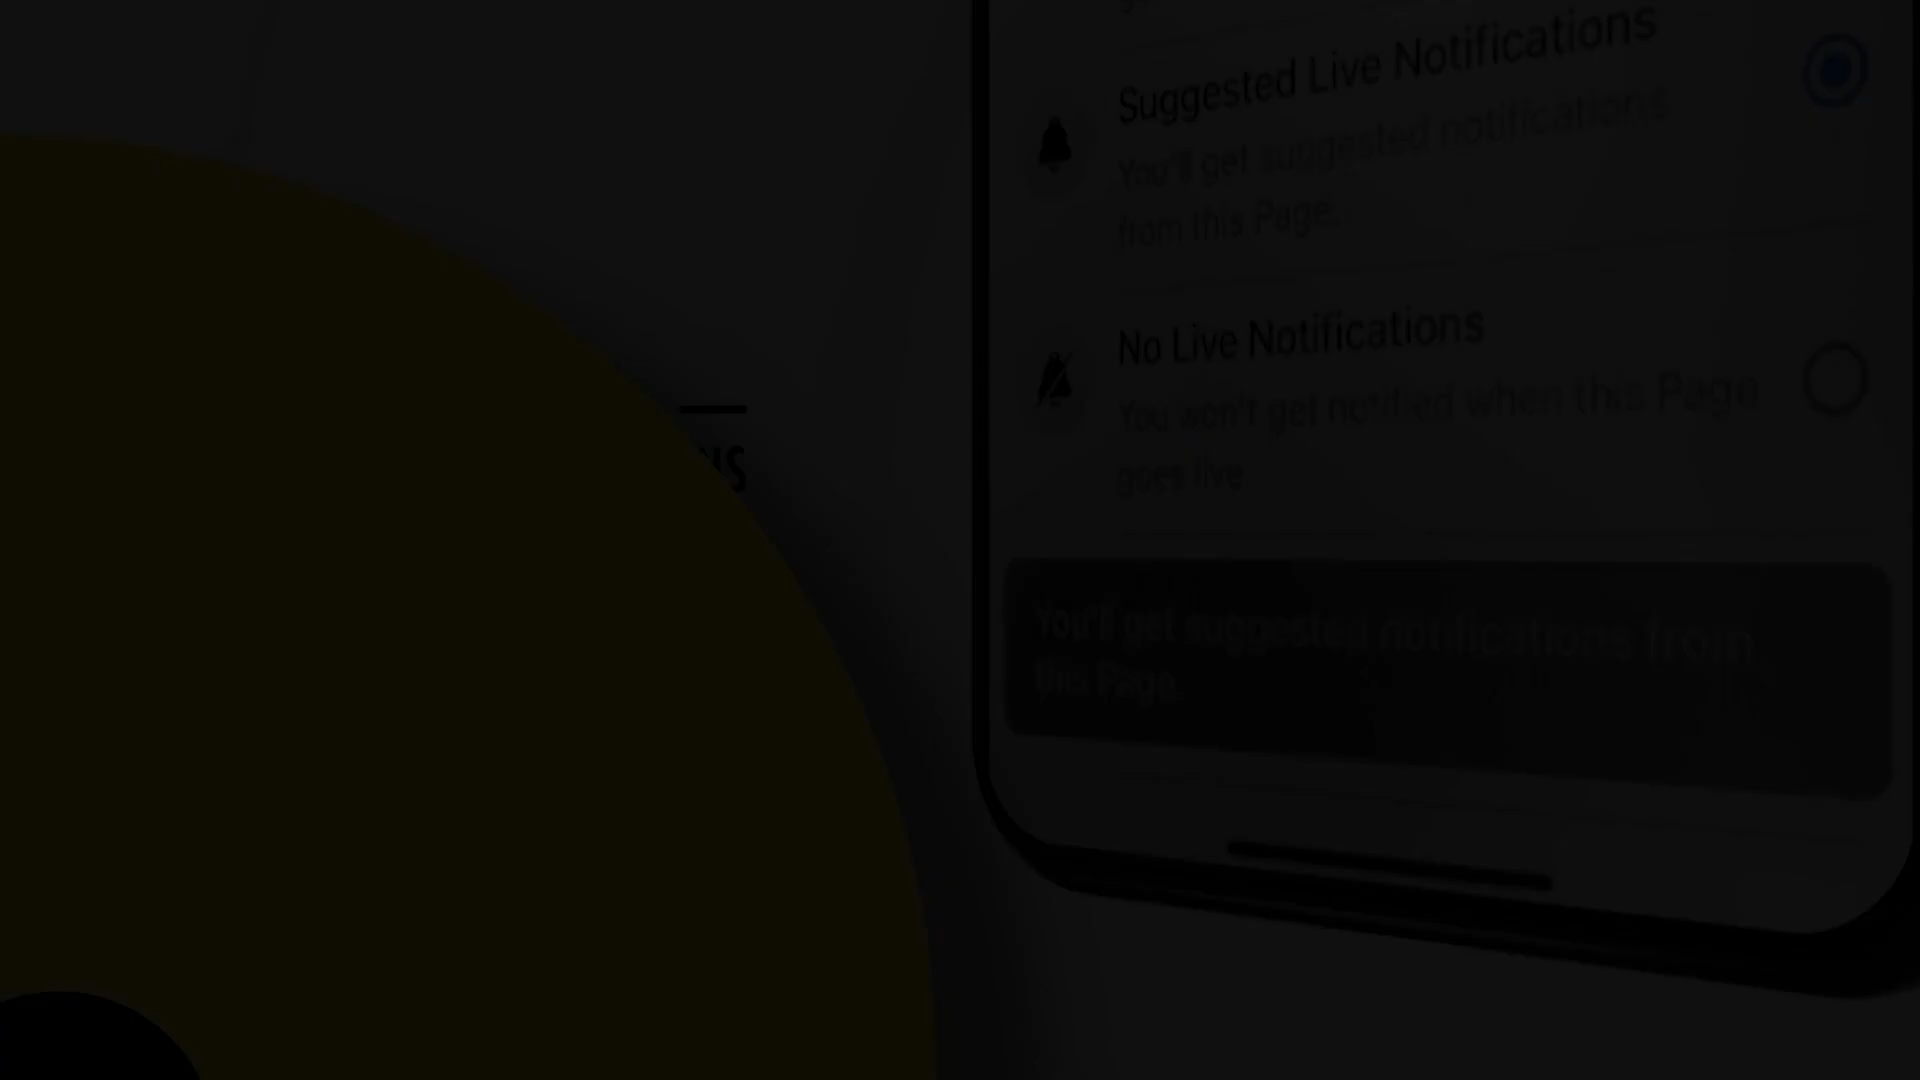 Suggested Live Notifications
You'll get suggested notifications
from this Page.
No Live Notifications
You won't get notified when this Page
goes live
You'll get suggested notifications from
this Page.